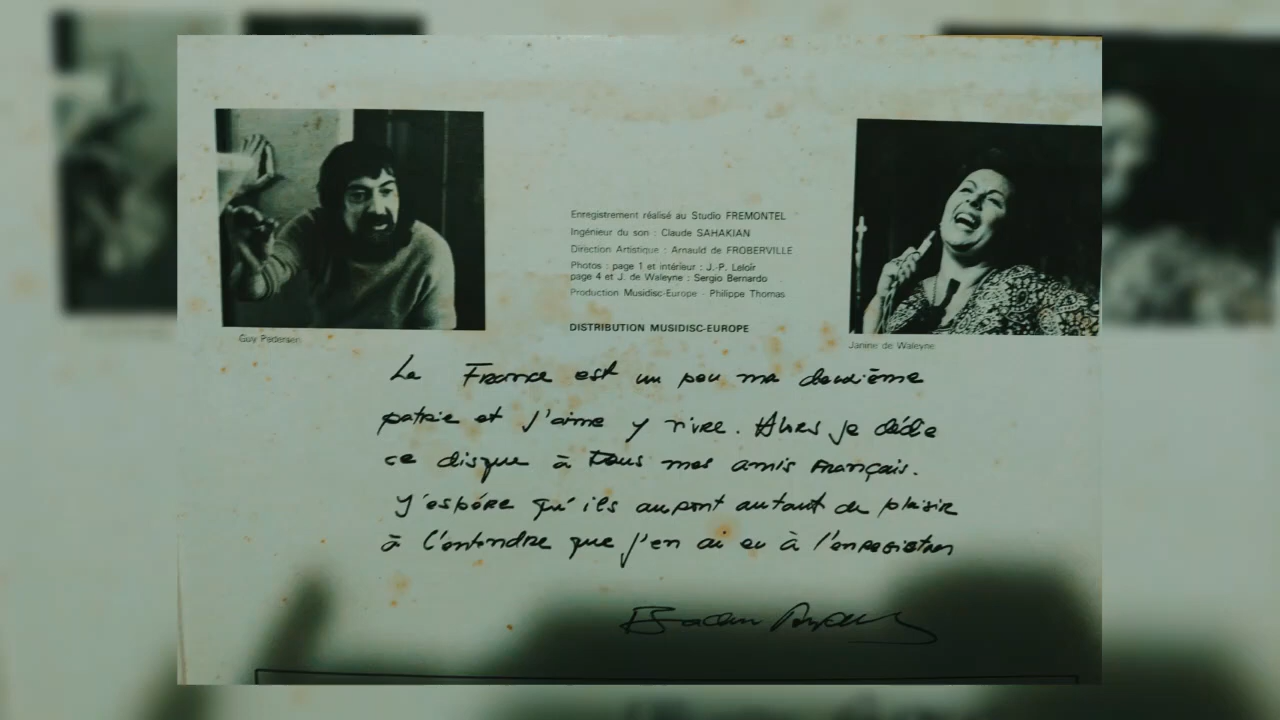 Enregistrement réalisé au Studio FREMONTEL
Ingénieur du son : Claude SAHAKIAN
Direction Artistique : Arnauld de FROBERVILLE
Photos : page 1 et intérieur : J.-P. Leloir
page 4 et J. de Waleyne : Sergio Bernardo
Production Musidisc-Europe - Philippe Thomas
DISTRIBUTION MUSIDISC-EUROPE
Guy Pedersen
Janine de Waleyne
La France est un peu ma deuxième
patrie et j'aime y vivre. Alors je dédie
ce disque à tous mes amis Français.
J'espére qu'ils auront autant de plaisir
à l'entendre que j'en ai eu à l'enregistrer
Baden Powell